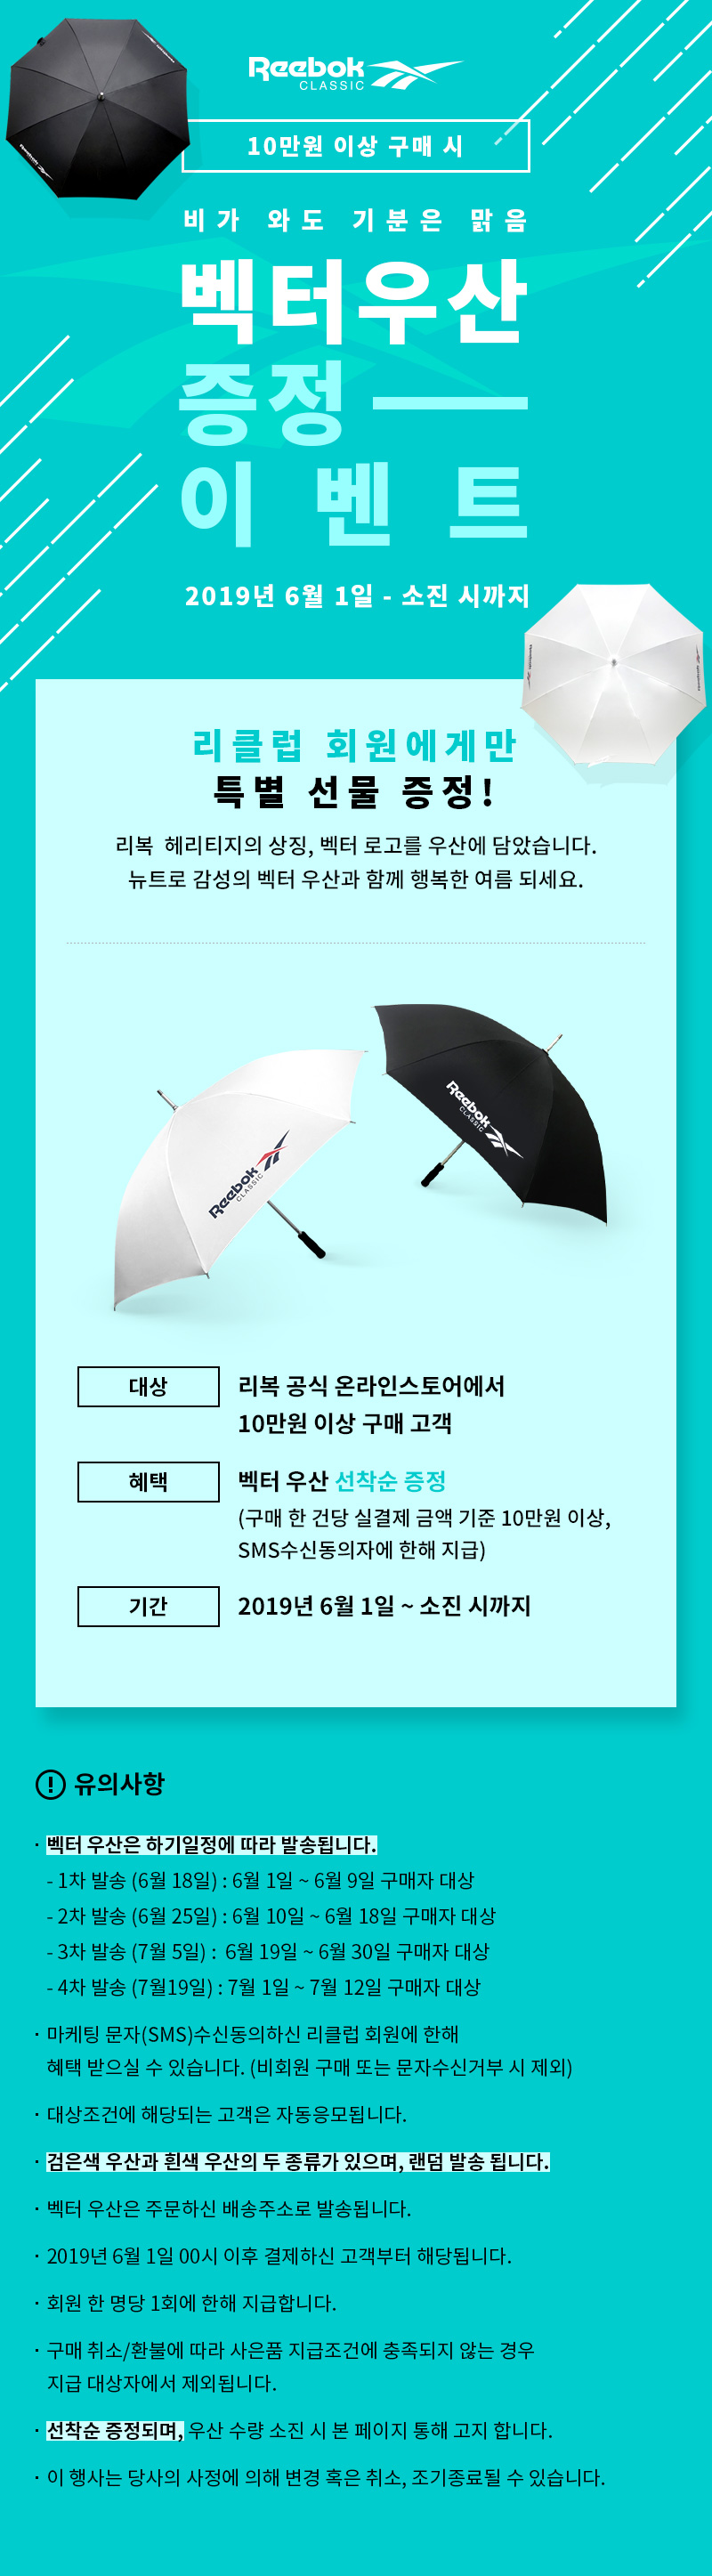 Reebok
CLASSIC
10만원 이상 구매 시
비가 와도 기분은 맑음
벡터우산
증정
이벤트
2019년 6월 1일 - 소진 시까지
리클럽 회원에게만
특별 선물 증정!
리복 헤리티지의 상징, 벡터 로고를 우산에 담았습니다.
뉴트로 감성의 벡터 우산과 함께 행복한 여름 되세요.
Reebok
CLASSIC
Reebok
CLASSIC
대상
리복 공식 온라인스토어에서
10만원 이상 구매 고객
혜택
벡터 우산 선착순 증정
(구매 한 건당 실결제 금액 기준 10만원 이상,
SMS수신동의자에 한해 지급)
기간
2019년 6월 1일 ~ 소진 시까지
! 유의사항
· 벡터 우산은 하기일정에 따라 발송됩니다.
- 1차 발송 (6월 18일) : 6월 1일 ~ 6월 9일 구매자 대상
- 2차 발송 (6월 25일) : 6월 10일 ~ 6월 18일 구매자 대상
- 3차 발송 (7월 5일) : 6월 19일 ~ 6월 30일 구매자 대상
- 4차 발송 (7월19일) : 7월 1일 ~ 7월 12일 구매자 대상
· 마케팅 문자(SMS)수신동의하신 리클럽 회원에 한해
혜택 받으실 수 있습니다. (비회원 구매 또는 문자수신거부 시 제외)
· 대상조건에 해당되는 고객은 자동응모됩니다.
· 검은색 우산과 흰색 우산의 두 종류가 있으며, 랜덤 발송 됩니다.
· 벡터 우산은 주문하신 배송주소로 발송됩니다.
· 2019년 6월 1일 00시 이후 결제하신 고객부터 해당됩니다.
· 회원 한 명당 1회에 한해 지급합니다.
· 구매 취소/환불에 따라 사은품 지급조건에 충족되지 않는 경우
지급 대상자에서 제외됩니다.
· 선착순 증정되며, 우산 수량 소진 시 본 페이지 통해 고지 합니다.
· 이 행사는 당사의 사정에 의해 변경 혹은 취소, 조기종료될 수 있습니다.